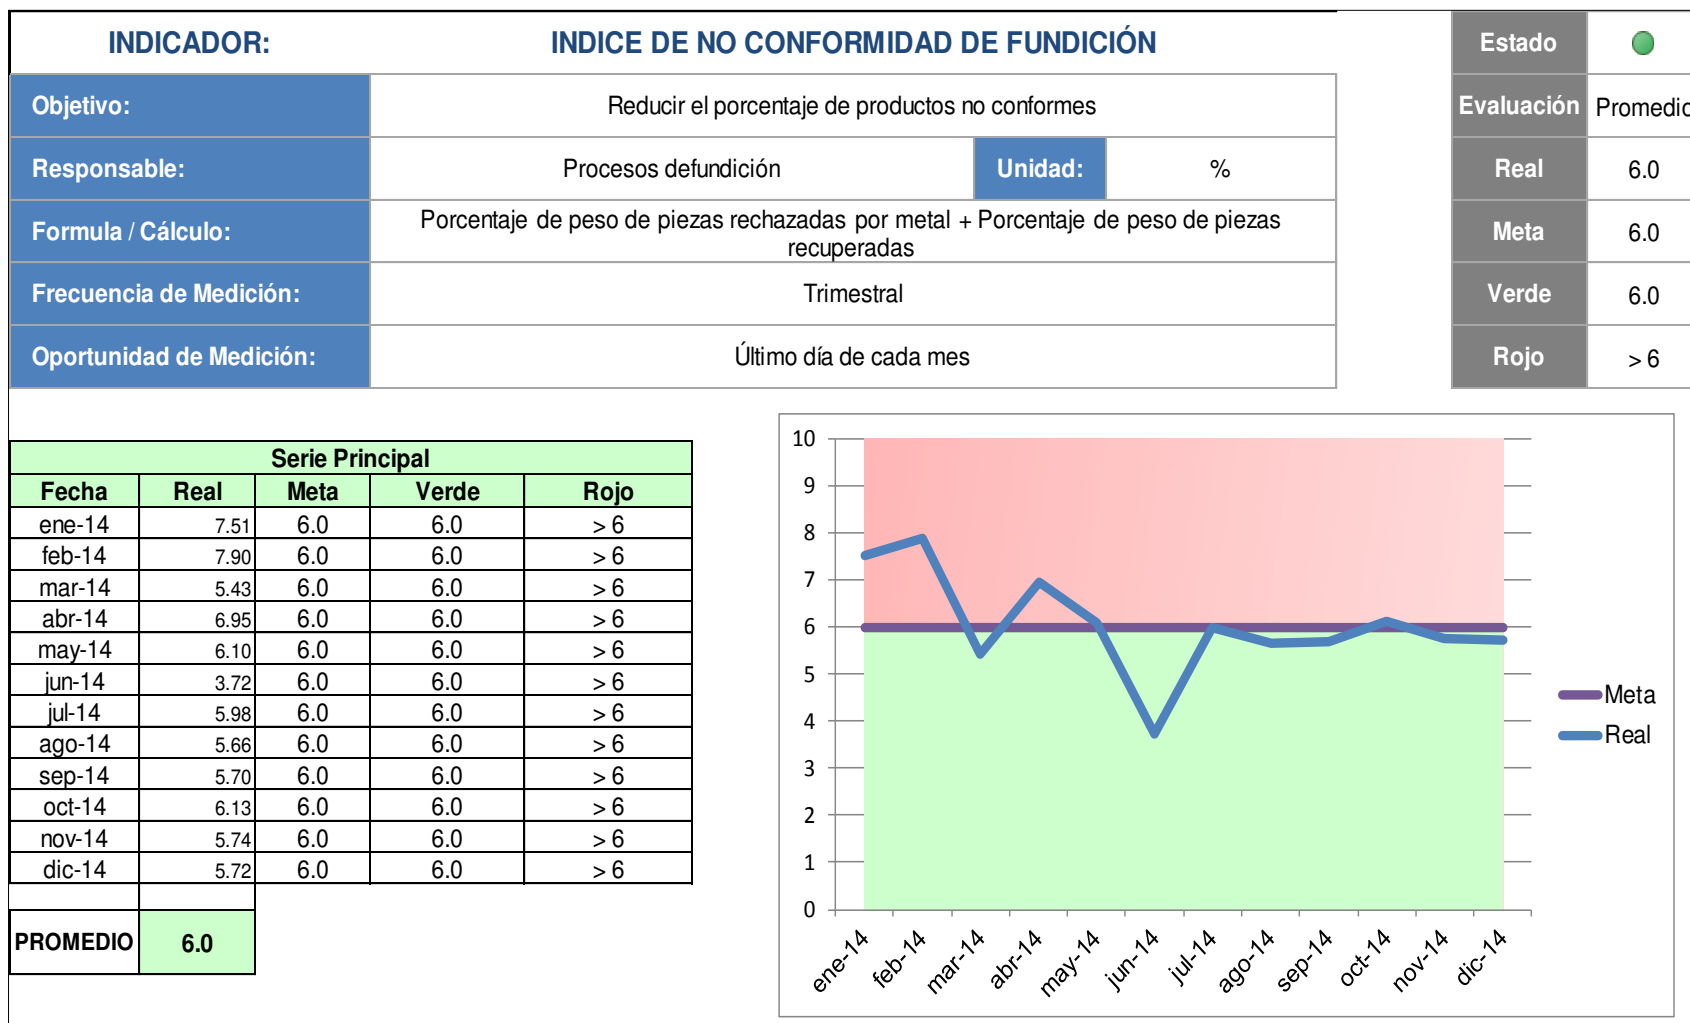 INDICADOR: INDICE DE NO CONFORMIDAD DE FUNDICIÓN
Objetivo: Reducir el porcentaje de productos no conformes
Responsable: Procesos defundición Unidad: %
Formula / Cálculo: Porcentaje de peso de piezas rechazadas por metal + Porcentaje de peso de piezas
recuperadas
Frecuencia de Medición: Trimestral
Oportunidad de Medición: Último día de cada mes
Estado
Evaluación Promedio
Real 6.0
Meta 6.0
Verde 6.0
Rojo > 6
Serie Principal
Fecha Real Meta Verde Rojo
ene-14 7.51 6.0 6.0 > 6
feb-14 7.90 6.0 6.0 > 6
mar-14 5.43 6.0 6.0 > 6
abr-14 6.95 6.0 6.0 > 6
may-14 6.10 6.0 6.0 > 6
jun-14 3.72 6.0 6.0 > 6
jul-14 5.98 6.0 6.0 > 6
ago-14 5.66 6.0 6.0 > 6
sep-14 5.70 6.0 6.0 > 6
oct-14 6.13 6.0 6.0 > 6
nov-14 5.74 6.0 6.0 > 6
dic-14 5.72 6.0 6.0 > 6
PROMEDIO 6.0
10
9
8
7
6
5
4
3
2
1
0
ene-14 feb-14 mar-14 abr-14 may-14 jun-14 jul-14 ago-14 sep-14 oct-14 nov-14 dic-14
Meta
Real